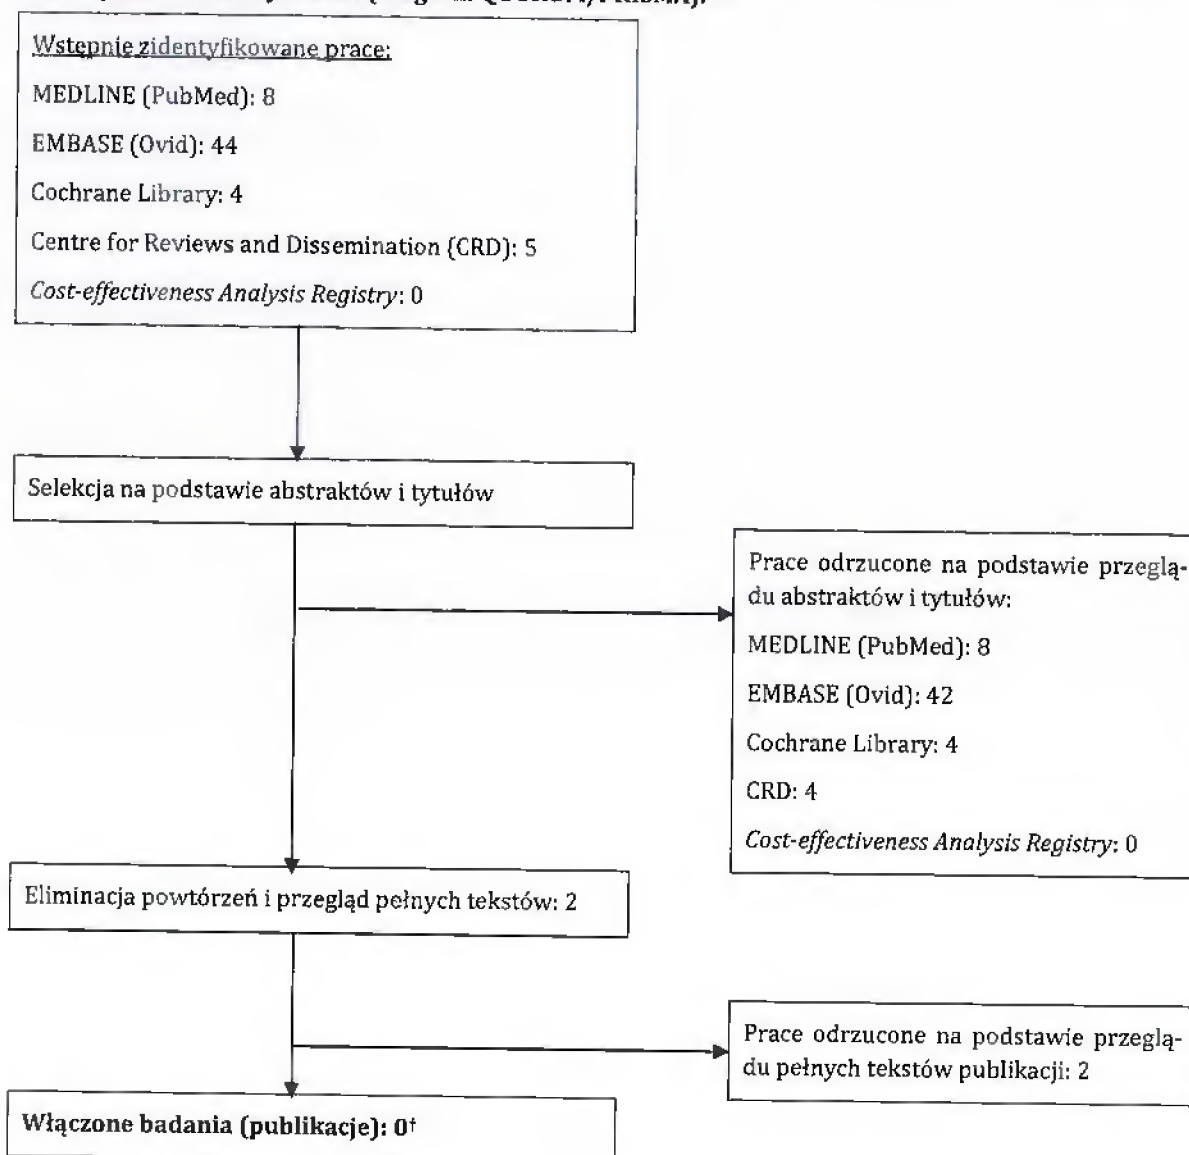 Wstępnie zidentyfikowane prace:
MEDLINE (PubMed): 8
EMBASE (Ovid): 44
Cochrane Library: 4
Centre for Reviews and Dissemination (CRD): 5
Cost-effectiveness Analysis Registry: 0
Selekcja na podstawie abstraktów i tytułów
Prace odrzucone na podstawie przeglą-
du abstraktów i tytułów:
MEDLINE (PubMed): 8
EMBASE (Ovid): 42
Cochrane Library: 4
CRD: 4
Cost-effectiveness Analysis Registry: 0
Eliminacja powtórzeń i przegląd pełnych tekstów: 2
Prace odrzucone na podstawie przeglą-
du pełnych tekstów publikacji: 2
Włączone badania (publikacje): 0†